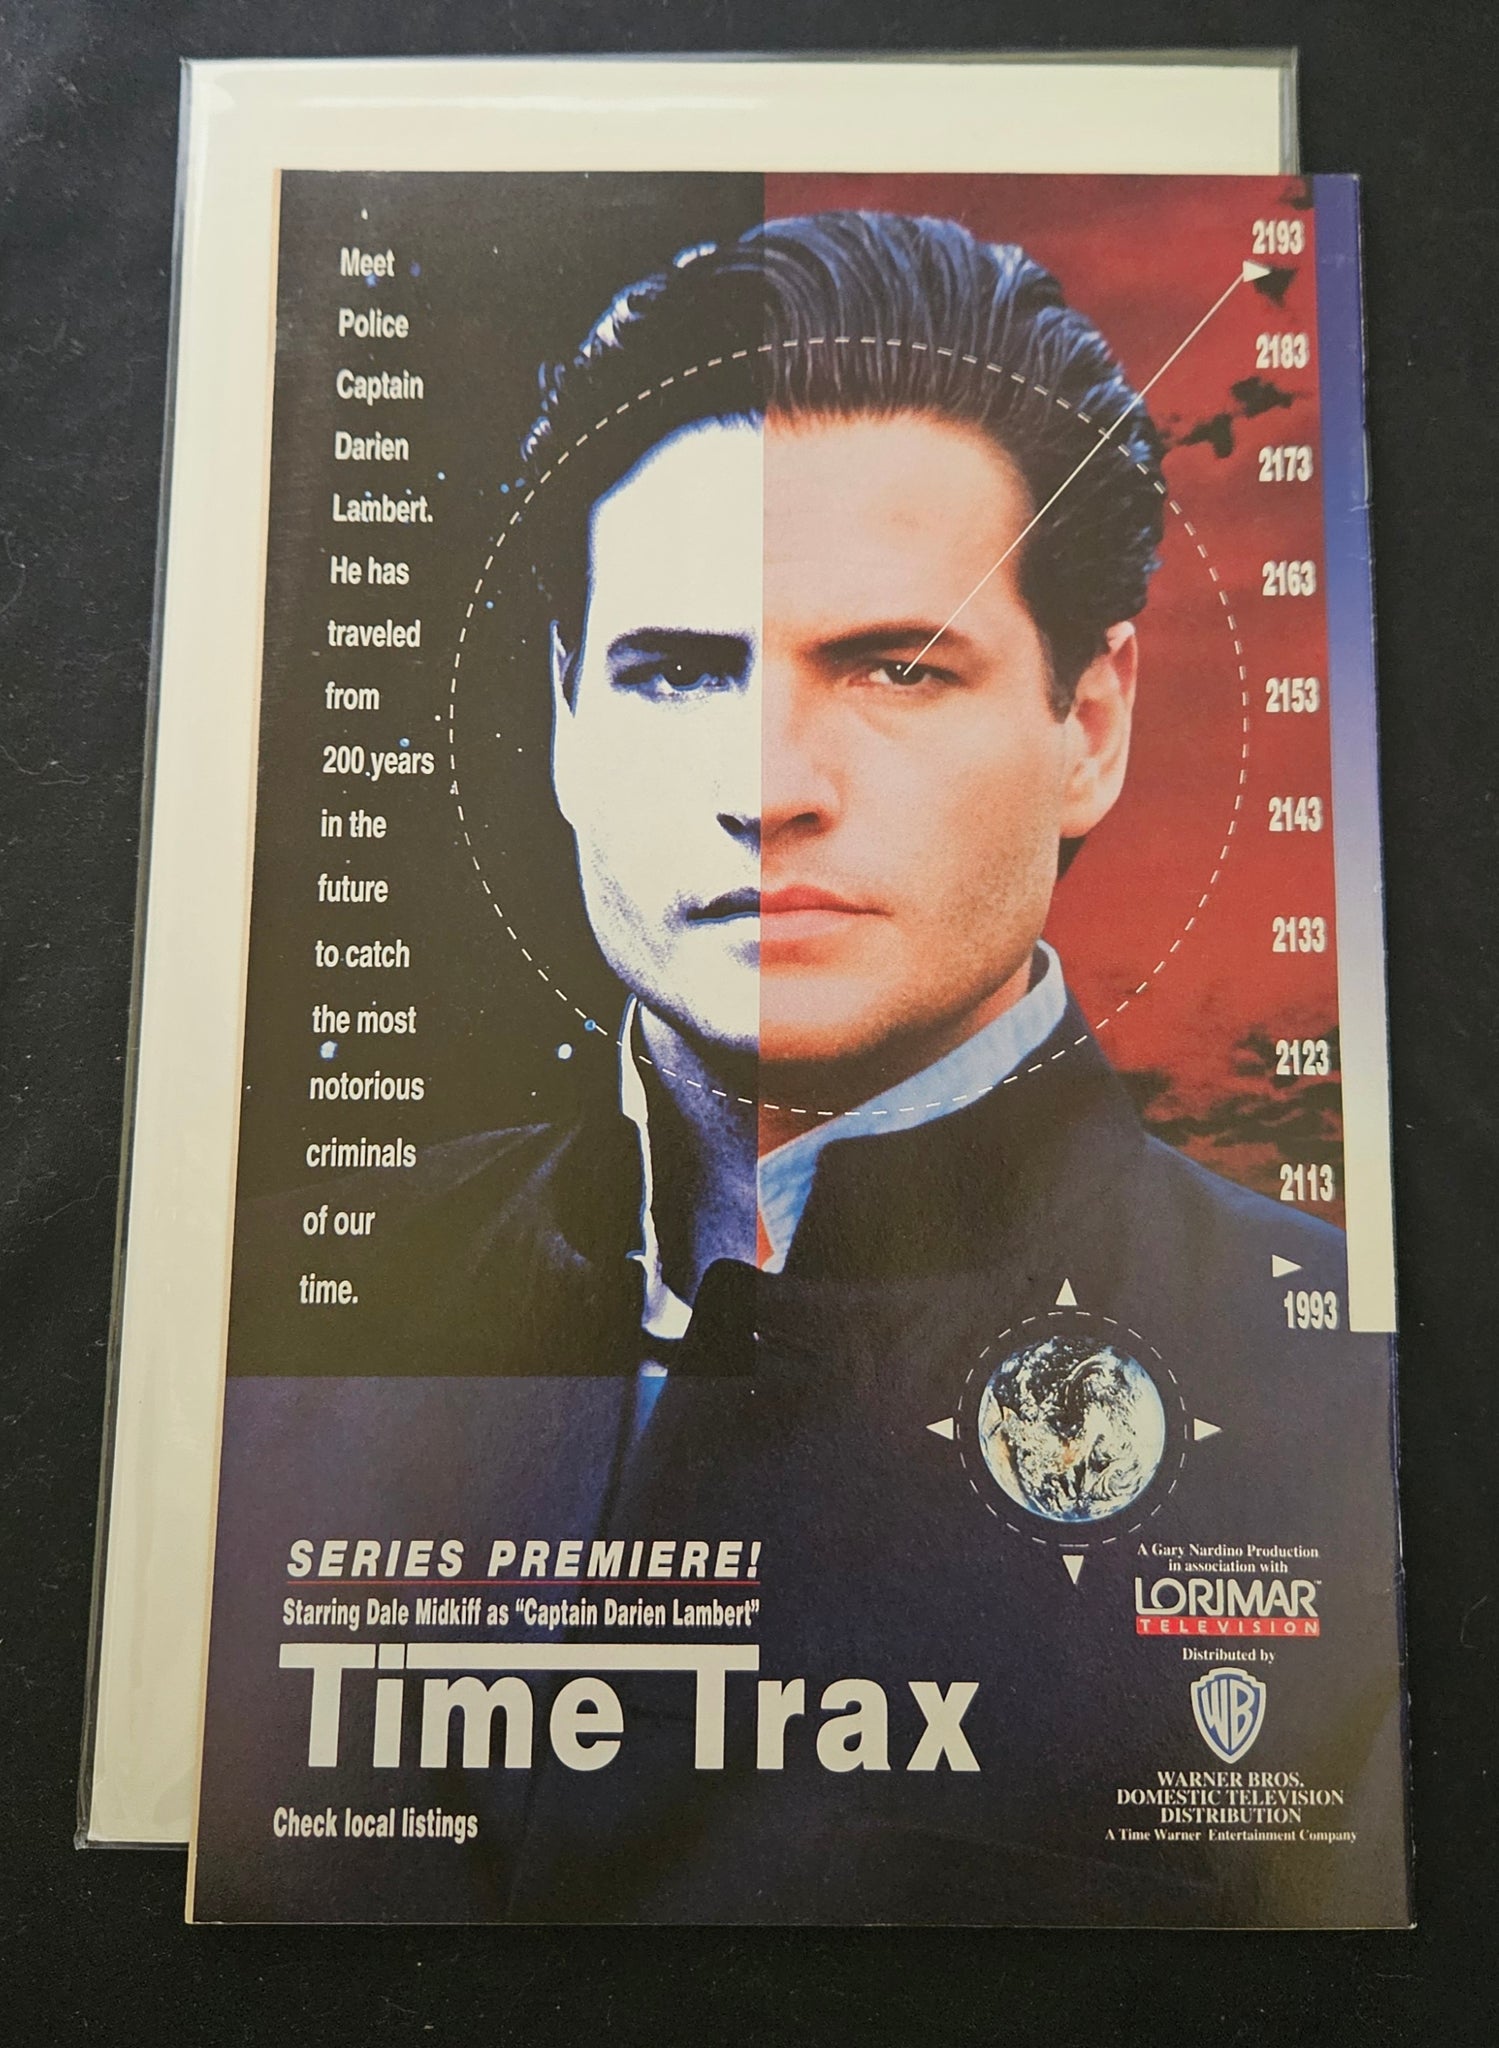 Meet
Police
Captain
Darien
Lambert.
He has
traveled
from
200 years
in the
future
to catch
the most
notorious
criminals
of our
time.
2193
2183
2173
2163
2153
2143
2133
2123
2113
1993
SERIES PREMIERE!
Starring Dale Midkiff as “Captain Darien Lambert”
Time Trax
Check local listings
A Gary Nardino Production
in association with
LORIMAR™
TELEVISION
Distributed by
WB
WARNER BROS.
DOMESTIC TELEVISION
DISTRIBUTION
A Time Warner Entertainment Company